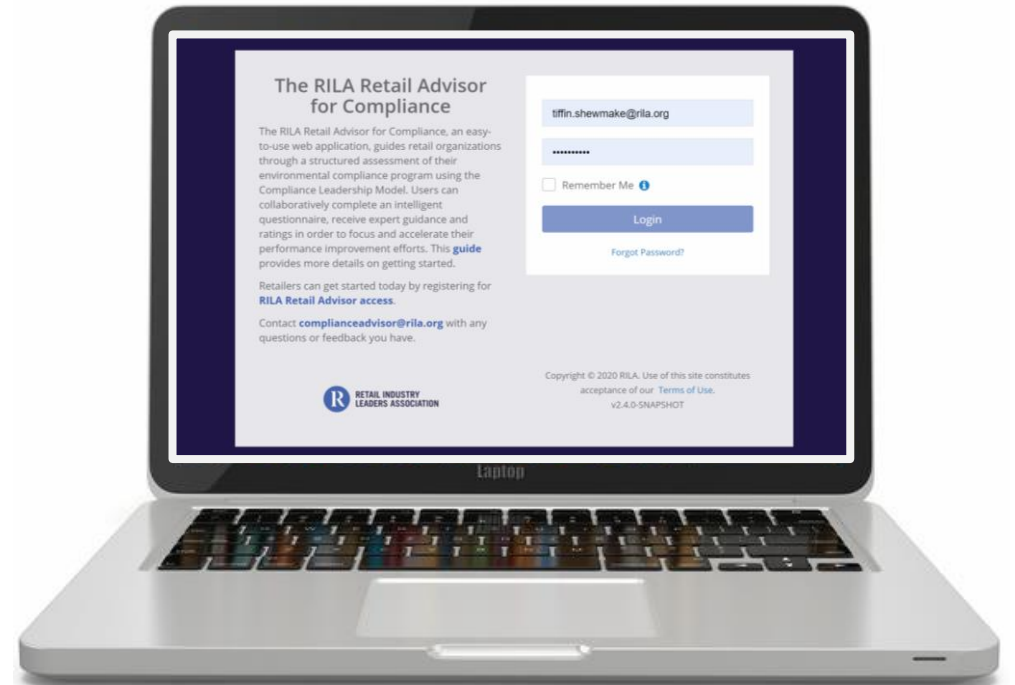 The RILA Retail Advisor
for Compliance
The RILA Retail Advisor for Compliance, an easy-
to-use web application, guides retail organizations
through a structured assessment of their
environmental compliance program using the
Compliance Leadership Model. Users can
collaboratively complete an intelligent
questionnaire, receive expert guidance and
ratings in order to focus and accelerate their
performance improvement efforts. This guide
provides more details on getting started.
Retailers can get started today by registering for
RILA Retail Advisor access.
Contact complianceadvisor@rila.org with any
questions or feedback you have.
R RETAIL INDUSTRY
LEADERS ASSOCIATION
tiffin.shewmake@rila.org
••••••••••
Remember Me i
Login
Forgot Password?
Copyright © 2020 RILA. Use of this site constitutes
acceptance of our Terms of Use.
v2.4.0-SNAPSHOT
Laptop